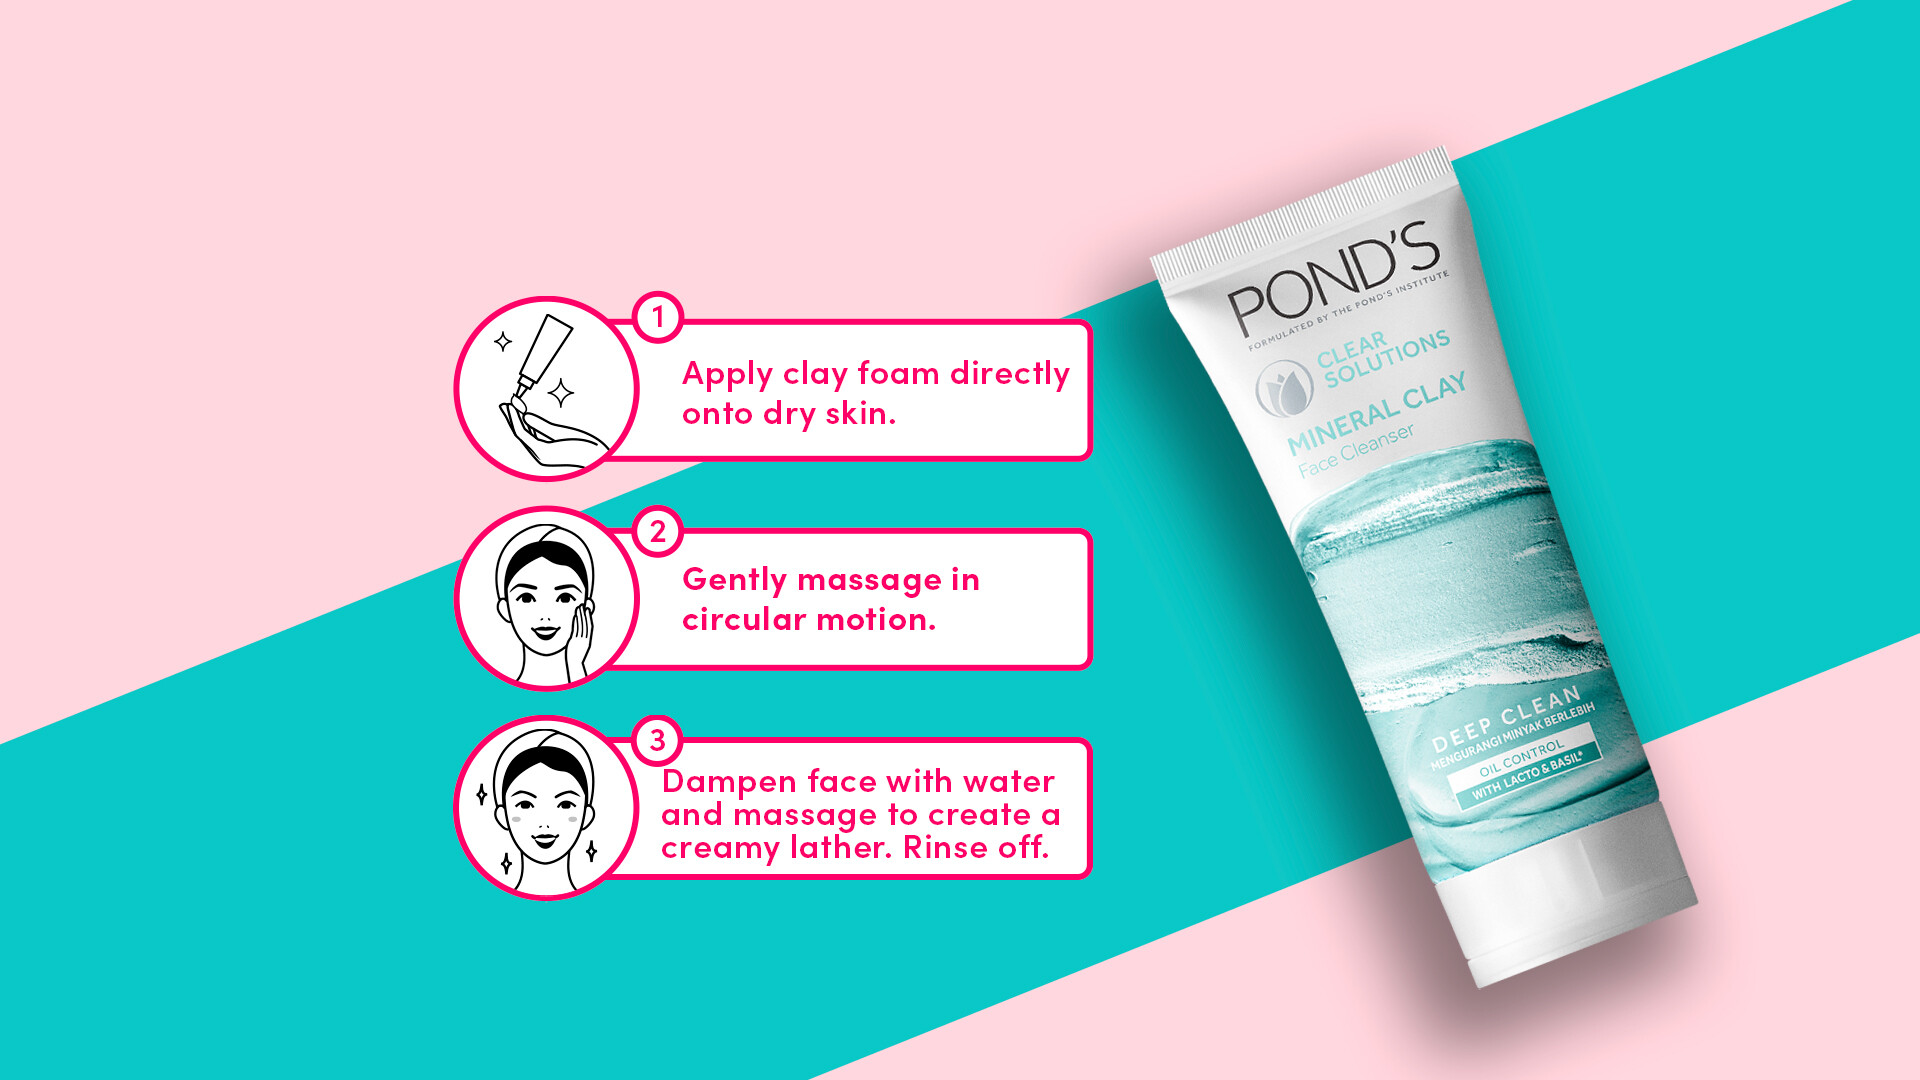 1
Apply clay foam directly
onto dry skin.
2
Gently massage in
circular motion.
3
Dampen face with water
and massage to create a
creamy lather. Rinse off.
POND'S
FORMULATED BY THE POND'S INSTITUTE
CLEAR
SOLUTIONS
MINERAL CLAY
Face Cleanser
DEEP CLEAN
MENGURANGI MINYAK BERLEBIH
OIL CONTROL
WITH LACTO & BASIL*